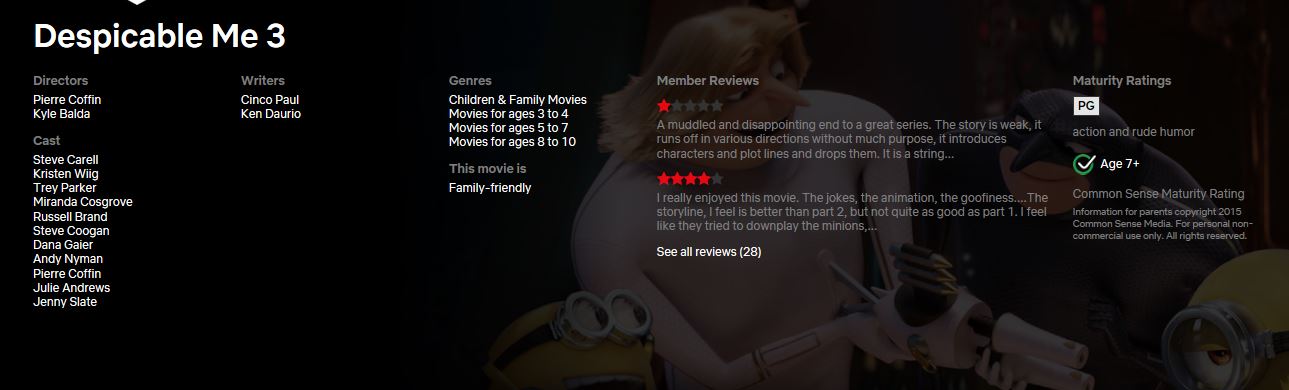 Despicable Me 3
Directors
Pierre Coffin
Kyle Balda
Cast
Steve Carell
Kristen Wiig
Trey Parker
Miranda Cosgrove
Russell Brand
Steve Coogan
Dana Gaier
Andy Nyman
Pierre Coffin
Julie Andrews
Jenny Slate
Writers
Cinco Paul
Ken Daurio
Genres
Children & Family Movies
Movies for ages 3 to 4
Movies for ages 5 to 7
Movies for ages 8 to 10
This movie is
Family-friendly
Member Reviews
A muddled and disappointing end to a great series. The story is weak, it
runs off in various directions without much purpose, it introduces
characters and plot lines and drops them. It is a string...
I really enjoyed this movie. The jokes, the animation, the goofiness....The
storyline, I feel is better than part 2, but not quite as good as part 1. I feel
like they tried to downplay the minions,...
See all reviews (28)
Maturity Ratings
PG
action and rude humor
Age 7+
Common Sense Maturity Rating
Information for parents copyright 2015
Common Sense Media. For personal non-
commercial use only. All rights reserved.